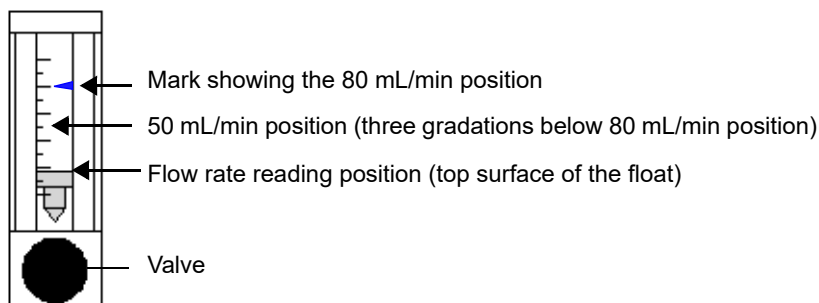 Mark showing the 80 mL/min position
50 mL/min position (three gradations below 80 mL/min position)
Flow rate reading position (top surface of the float)
Valve